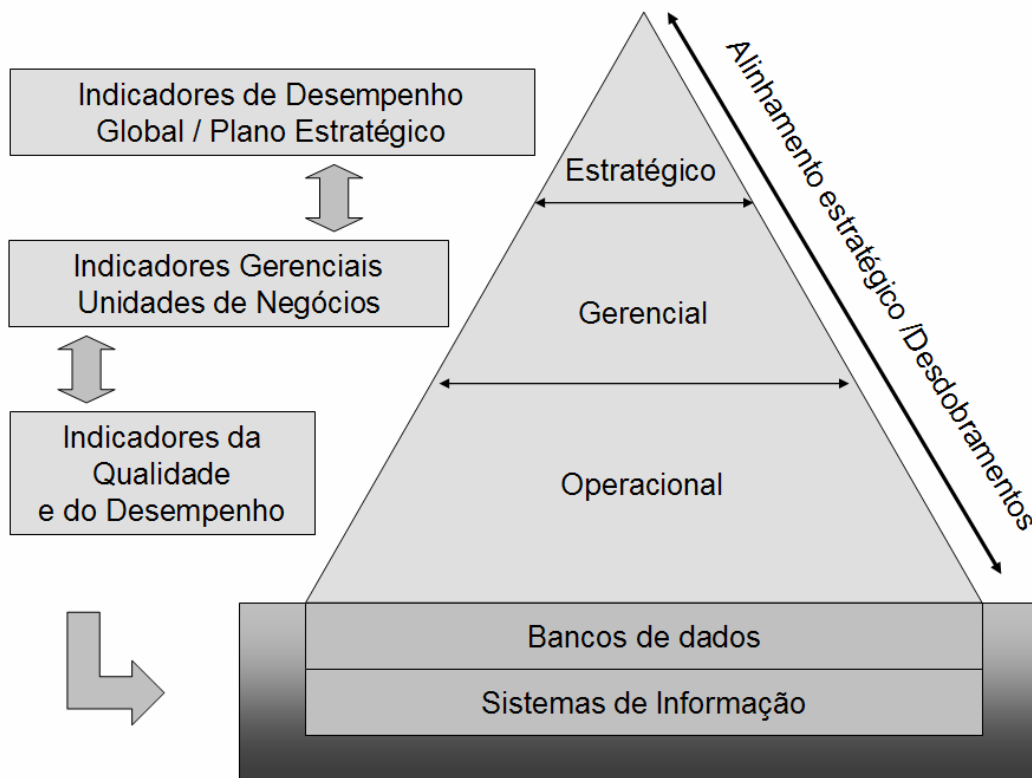 Indicadores de Desempenho
Global / Plano Estratégico
Indicadores Gerenciais
Unidades de Negócios
Indicadores da
Qualidade
e do Desempenho
Estratégico
Gerencial
Operacional
Alinhamento estratégico /Desdobramentos
Bancos de dados
Sistemas de Informação